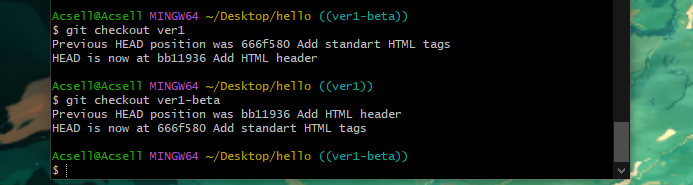 Acsell@Acsell MINGW64 ~/Desktop/hello ((ver1-beta))
$ git checkout ver1
Previous HEAD position was 666f580 Add standart HTML tags
HEAD is now at bb11936 Add HTML header
Acsell@Acsell MINGW64 ~/Desktop/hello ((ver1))
$ git checkout ver1-beta
Previous HEAD position was bb11936 Add HTML header
HEAD is now at 666f580 Add standart HTML tags
Acsell@Acsell MINGW64 ~/Desktop/hello ((ver1-beta))
$